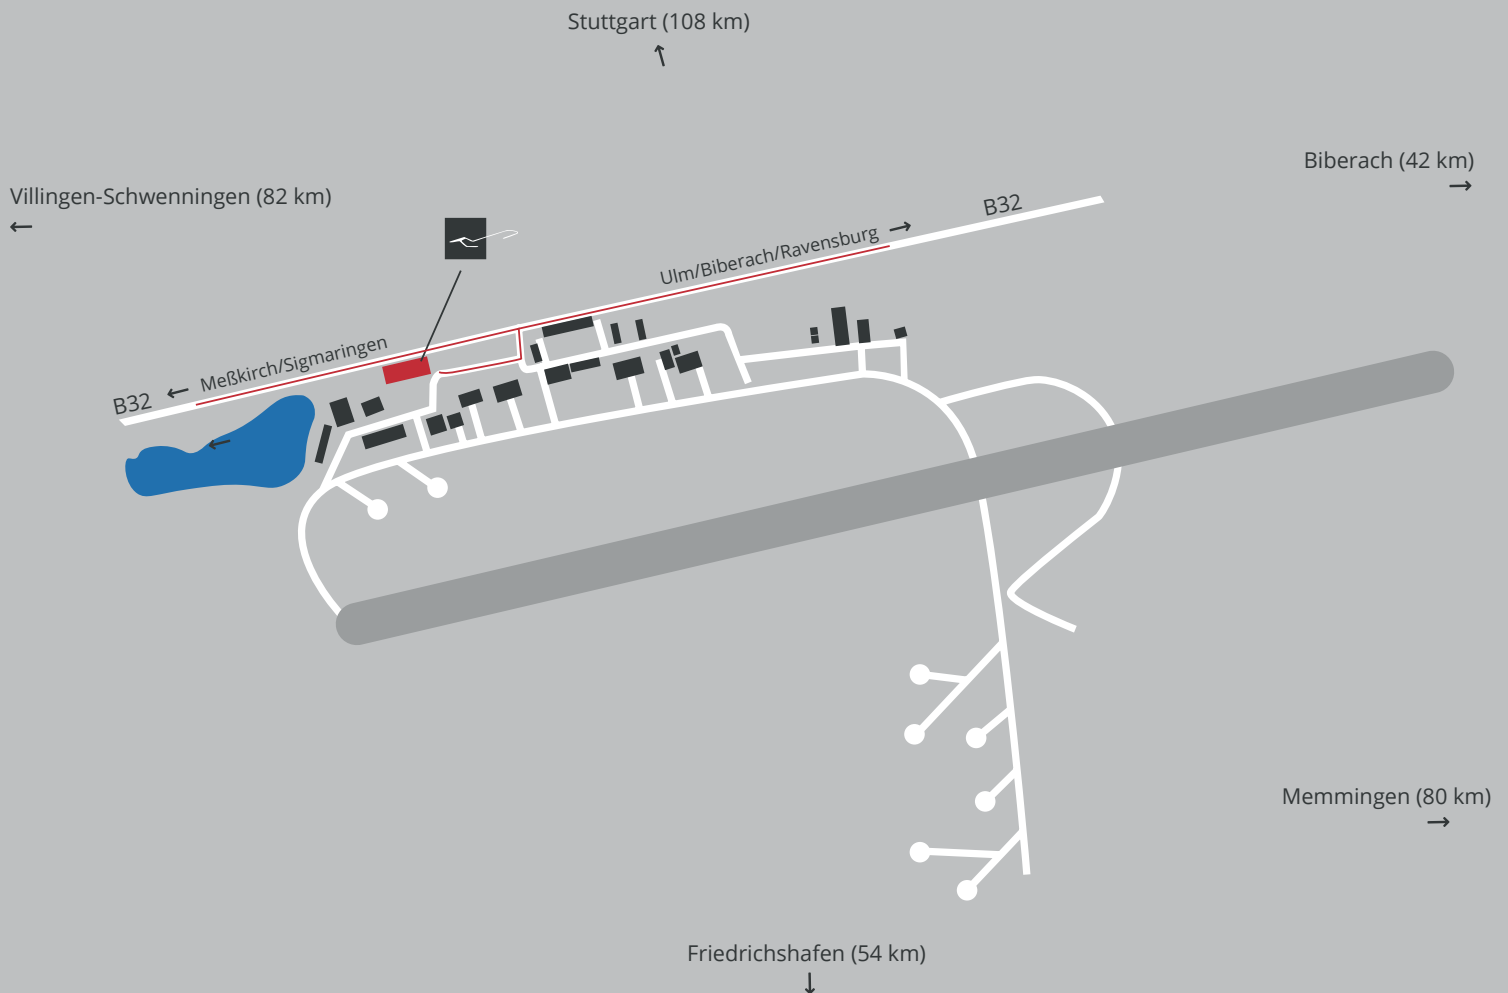 Stuttgart (108 km)
Biberach (42 km)
Villingen-Schwenningen (82 km)
B32
Ulm/Biberach/Ravensburg
Meßkirch/Sigmaringen
B32
Memmingen (80 km)
Friedrichshafen (54 km)